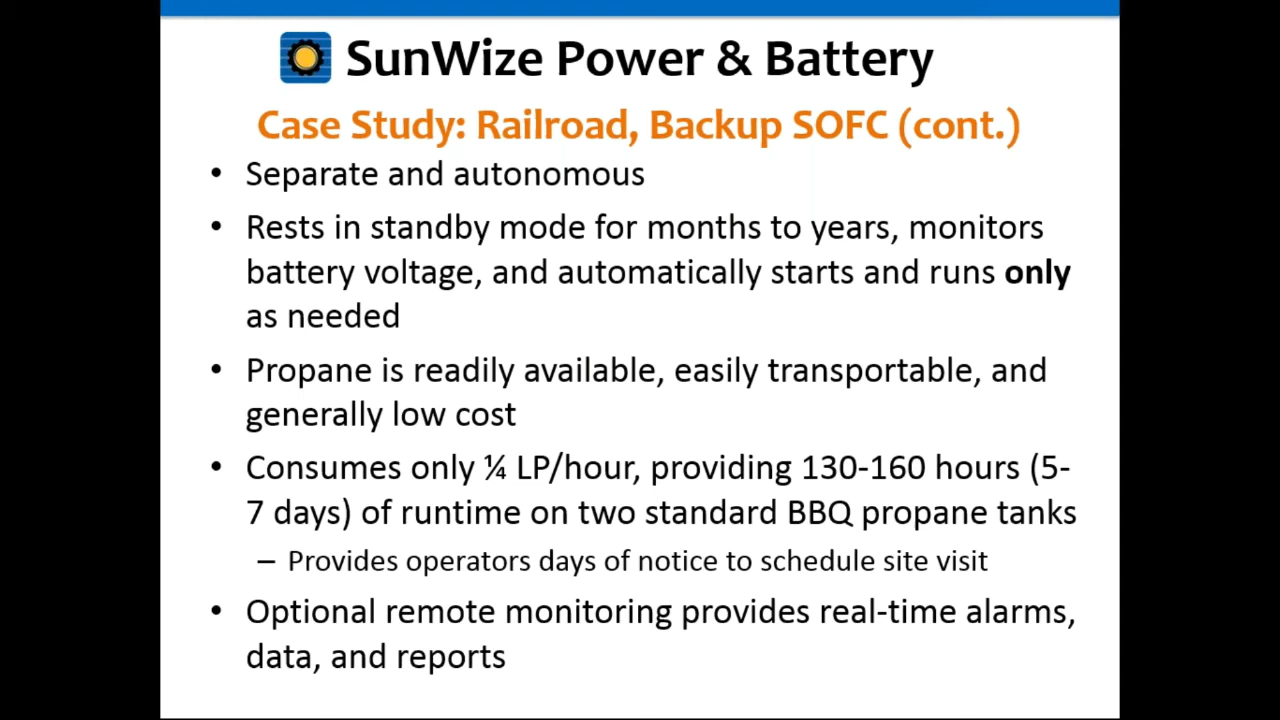 SunWize Power & Battery
Case Study: Railroad, Backup SOFC (cont.)
• Separate and autonomous
• Rests in standby mode for months to years, monitors
battery voltage, and automatically starts and runs only
as needed
• Propane is readily available, easily transportable, and
generally low cost
• Consumes only ¼ LP/hour, providing 130-160 hours (5-
7 days) of runtime on two standard BBQ propane tanks
– Provides operators days of notice to schedule site visit
• Optional remote monitoring provides real-time alarms,
data, and reports